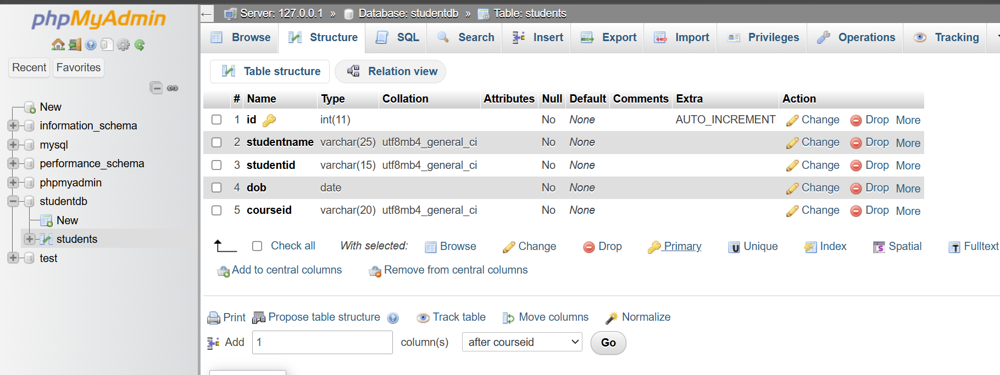 phpMyAdmin
Recent Favorites
New
information_schema
mysql
performance_schema
phpmyadmin
studentdb
New
students
test
Server: 127.0.0.1 » Database: studentdb » Table: students
Browse Structure SQL Search Insert Export Import Privileges Operations Tracking
Table structure Relation view
# Name Type Collation Attributes Null Default Comments Extra Action
1 id int(11) No None AUTO_INCREMENT Change Drop More
2 studentname varchar(25) utf8mb4_general_ci No None Change Drop More
3 studentid varchar(15) utf8mb4_general_ci No None Change Drop More
4 dob date No None Change Drop More
5 courseid varchar(20) utf8mb4_general_ci No None Change Drop More
Check all With selected: Browse Change Drop Primary Unique Index Spatial Fulltext
Add to central columns Remove from central columns
Print Propose table structure Track table Move columns Normalize
Add 1 column(s) after courseid Go